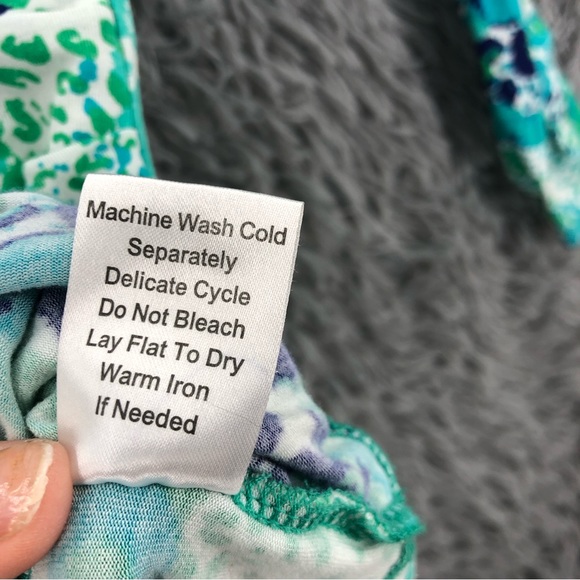 Machine Wash Cold
Separately
Delicate Cycle
Do Not Bleach
Lay Flat To Dry
Warm Iron
If Needed